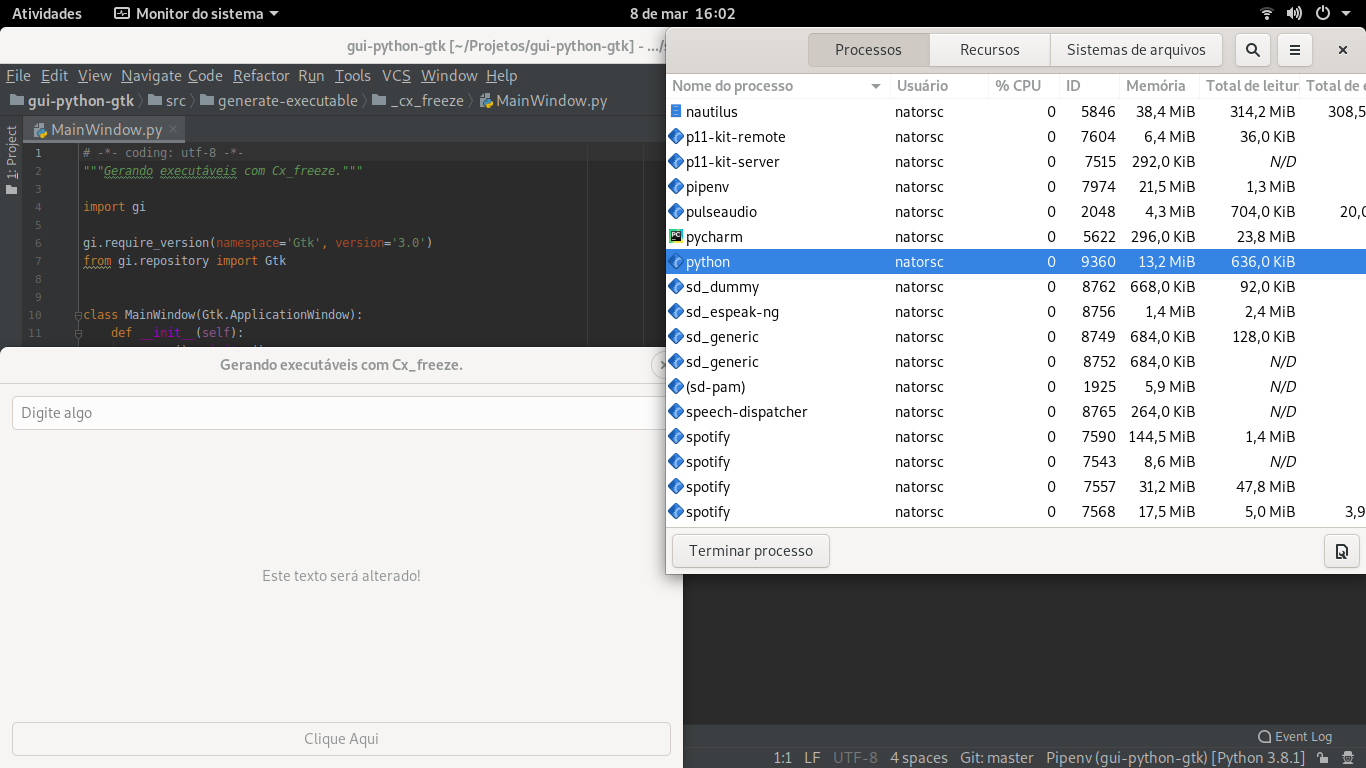 Atividades Monitor do sistema 8 de mar 16:02
gui-python-gtk [~/Projetos/gui-python-gtk] - .../s
File Edit View Navigate Code Refactor Run Tools VCS Window Help
gui-python-gtk src generate-executable _cx_freeze MainWindow.py
1: Project
MainWindow.py
1 # -*- coding: utf-8 -*-
2 """Gerando executáveis com Cx_freeze."""
3
4 import gi
5
6 gi.require_version(namespace='Gtk', version='3.0')
7 from gi.repository import Gtk
8
9
10 class MainWindow(Gtk.ApplicationWindow):
11 def __init__(self):
Gerando executáveis com Cx_freeze.
Digite algo
Este texto será alterado!
Clique Aqui
Processos Recursos Sistemas de arquivos
Nome do processo Usuário % CPU ID Memória Total de leitur Total de e
nautilus natorsc 0 5846 38,4 MiB 314,2 MiB 308,5
p11-kit-remote natorsc 0 7604 6,4 MiB 36,0 KiB
p11-kit-server natorsc 0 7515 292,0 KiB N/D
pipenv natorsc 0 7974 21,5 MiB 1,3 MiB
pulseaudio natorsc 0 2048 4,3 MiB 704,0 KiB 20,0
pycharm natorsc 0 5622 296,0 KiB 23,8 MiB
python natorsc 0 9360 13,2 MiB 636,0 KiB
sd_dummy natorsc 0 8762 668,0 KiB 92,0 KiB
sd_espeak-ng natorsc 0 8756 1,4 MiB 2,4 MiB
sd_generic natorsc 0 8749 684,0 KiB 128,0 KiB
sd_generic natorsc 0 8752 684,0 KiB N/D
(sd-pam) natorsc 0 1925 5,9 MiB N/D
speech-dispatcher natorsc 0 8765 264,0 KiB N/D
spotify natorsc 0 7590 144,5 MiB 1,4 MiB
spotify natorsc 0 7543 8,6 MiB N/D
spotify natorsc 0 7557 31,2 MiB 47,8 MiB
spotify natorsc 0 7568 17,5 MiB 5,0 MiB 3,9
Terminar processo
Event Log
1:1 LF UTF-8 4 spaces Git: master Pipenv (gui-python-gtk) [Python 3.8.1]